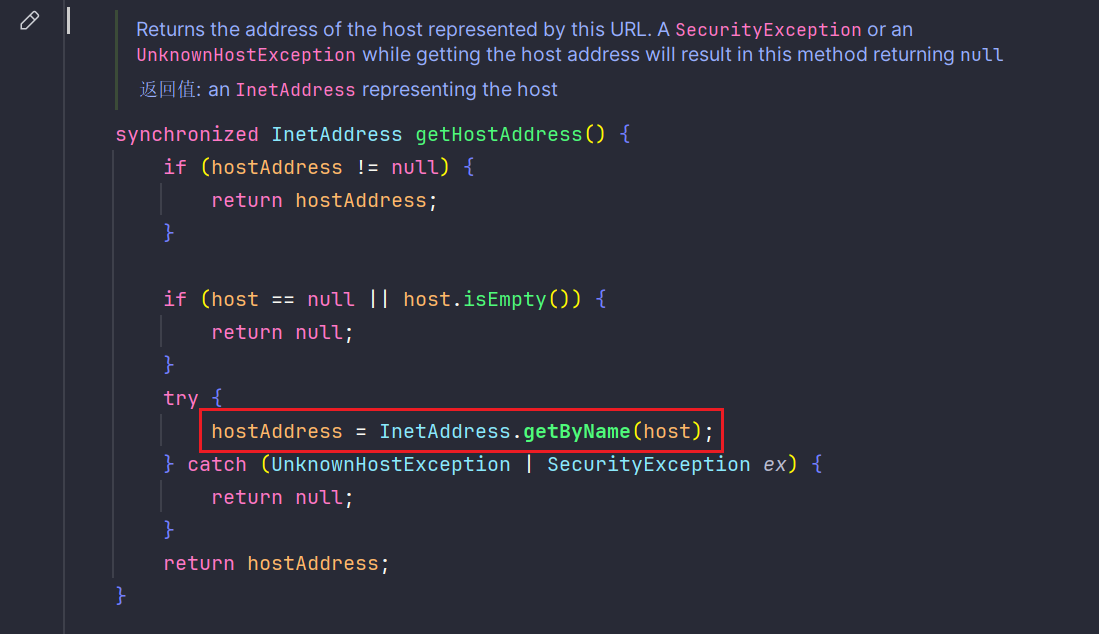 Returns the address of the host represented by this URL. A SecurityException or an
UnknownHostException while getting the host address will result in this method returning null
返回值: an InetAddress representing the host
synchronized InetAddress getHostAddress() {
if (hostAddress != null) {
return hostAddress;
}
if (host == null || host.isEmpty()) {
return null;
}
try {
hostAddress = InetAddress.getByName(host);
} catch (UnknownHostException | SecurityException ex) {
return null;
}
return hostAddress;
}